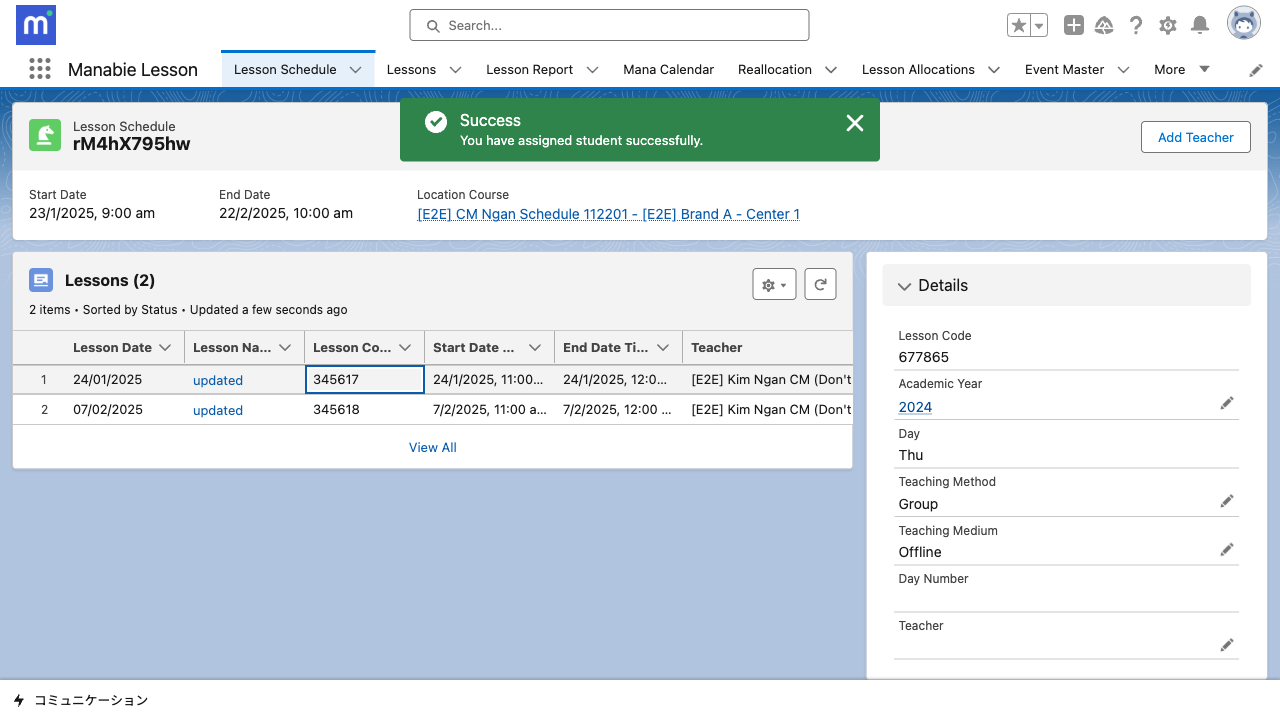 m
Search...
Manabie Lesson
Lesson Schedule
Lessons
Lesson Report
Mana Calendar
Reallocation
Lesson Allocations
Event Master
More
Success
You have assigned student successfully.
Lesson Schedule
rM4hX795hw
Add Teacher
Start Date
End Date
Location Course
23/1/2025, 9:00 am
22/2/2025, 10:00 am
[E2E] CM Ngan Schedule 112201 - [E2E] Brand A - Center 1
Lessons (2)
2 items • Sorted by Status • Updated a few seconds ago
Lesson Date Lesson Na... Lesson Co... Start Date ... End Date Ti... Teacher
1 24/01/2025 updated 345617 24/1/2025, 11:00... 24/1/2025, 12:0... [E2E] Kim Ngan CM (Don't
2 07/02/2025 updated 345618 7/2/2025, 11:00 a... 7/2/2025, 12:00 ... [E2E] Kim Ngan CM (Don't
View All
Details
Lesson Code
677865
Academic Year
2024
Day
Thu
Teaching Method
Group
Teaching Medium
Offline
Day Number
Teacher
コミュニケーション